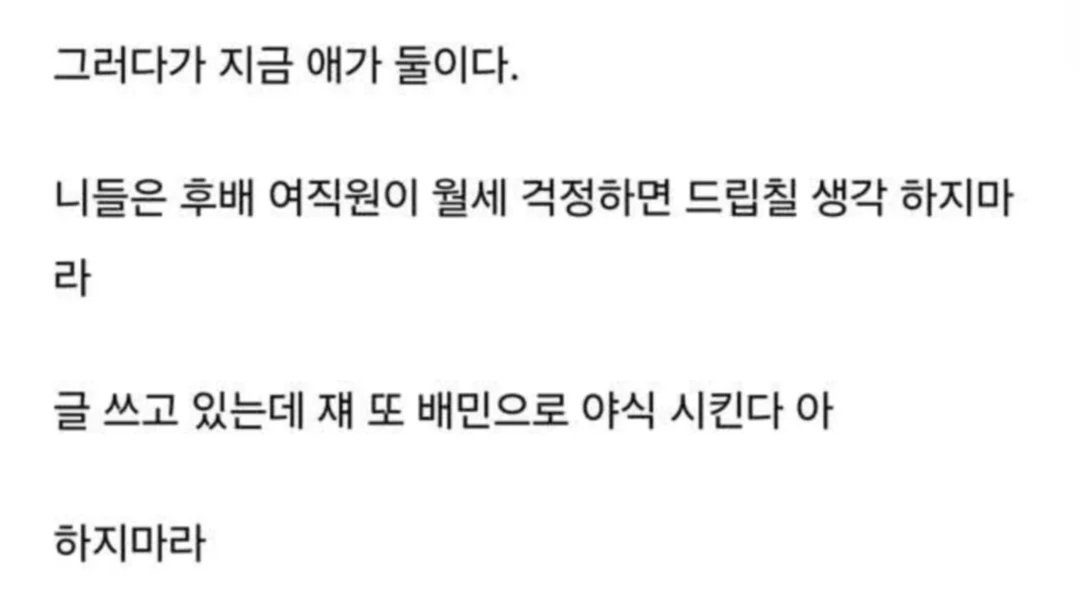 그러다가 지금 애가 둘이다.
니들은 후배 여직원이 월세 걱정하면 드립칠 생각 하지마
라
글 쓰고 있는데 쟤 또 배민으로 야식 시킨다 아
하지마라